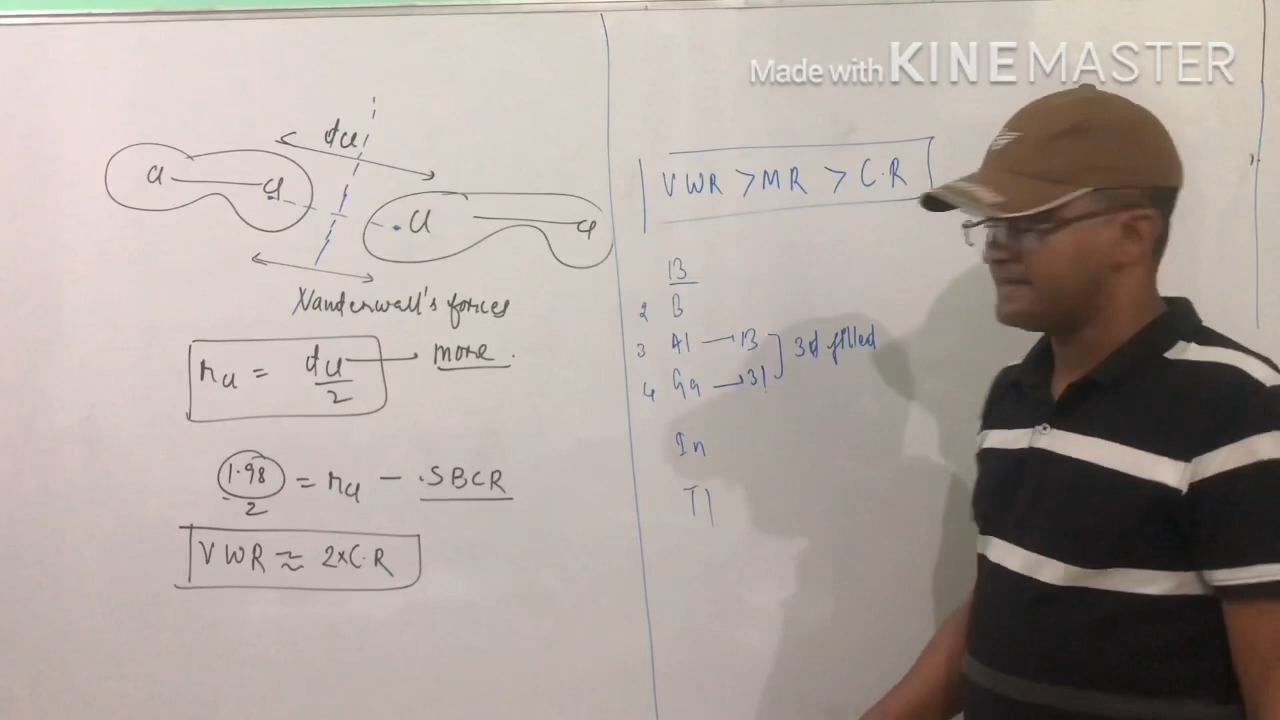 Made with KINEMASTER
dcl
Cl Cl
Cl Cl
Vanderwall's forces
rcl = dcl/2 → more.
1.98/2 = rcl - .SBCR
VWR ≈ 2×C.R
VWR > MR > C.R
13
2 B
3 Al → 13
3d filled
4 Ga → 31
In
Tl